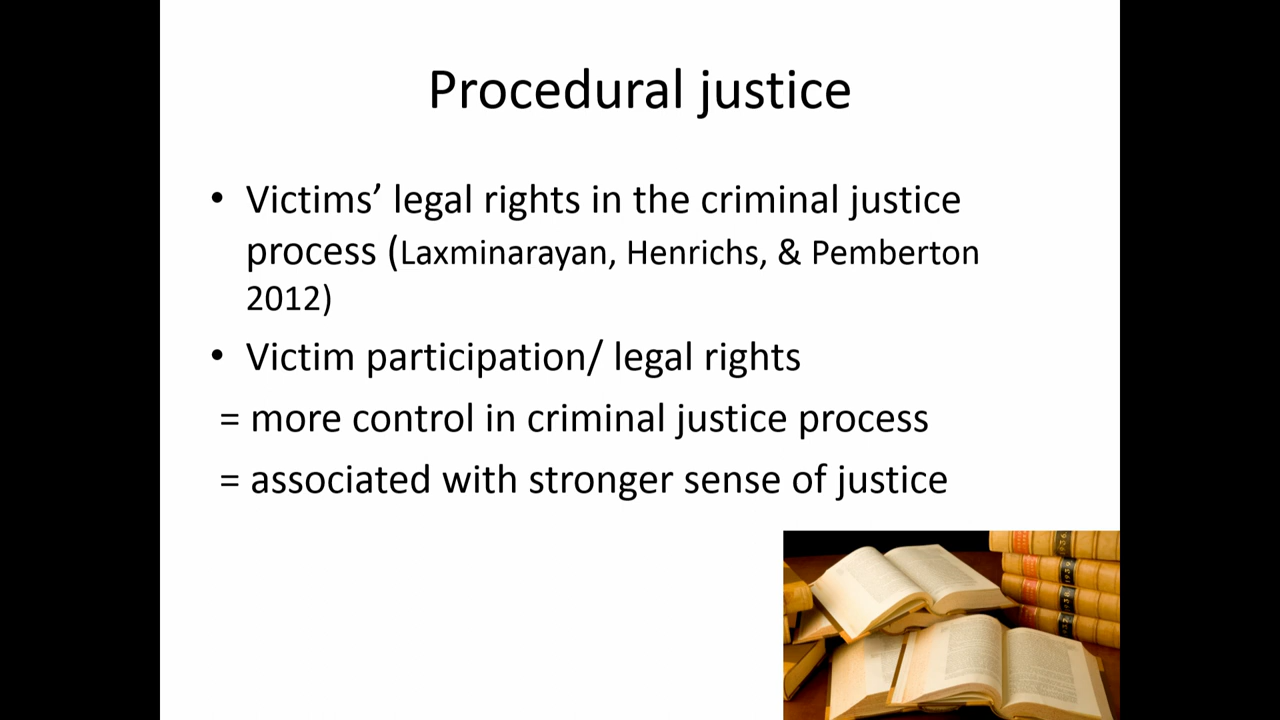 Procedural justice
• Victims’ legal rights in the criminal justice
process (Laxminarayan, Henrichs, & Pemberton
2012)
• Victim participation/ legal rights
= more control in criminal justice process
= associated with stronger sense of justice